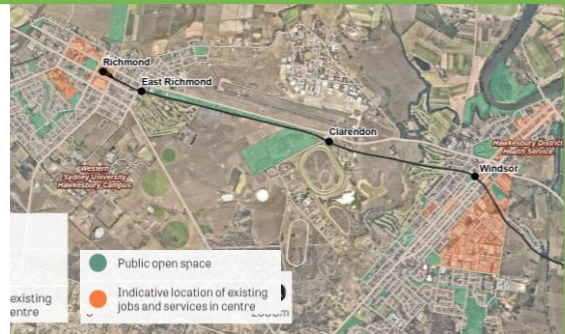 Richmond
East Richmond
Clarendon
Hawkesbury District
Health Service
Windsor
Western
Sydney University
Hawkesbury Campus
Public open space
Indicative location of existing
jobs and services in centre
existing
entre